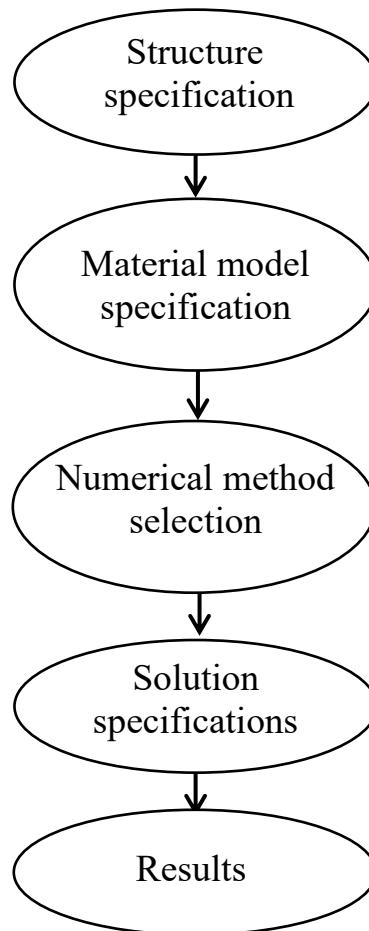 Structure
specification
Material model
specification
Numerical method
selection
Solution
specifications
Results